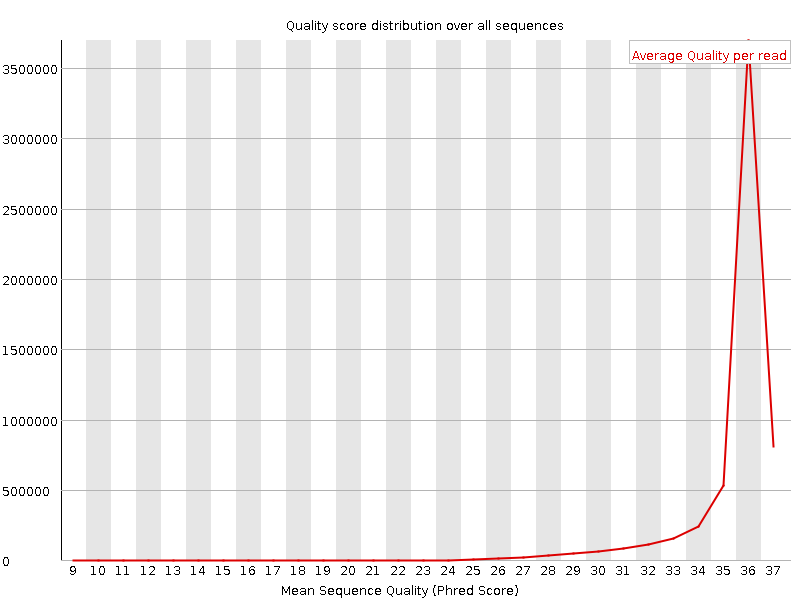 Quality score distribution over all sequences
Average Quality per read
3500000
3000000
2500000
2000000
1500000
1000000
500000
0
9 10 11 12 13 14 15 16 17 18 19 20 21 22 23 24 25 26 27 28 29 30 31 32 33 34 35 36 37
Mean Sequence Quality (Phred Score)